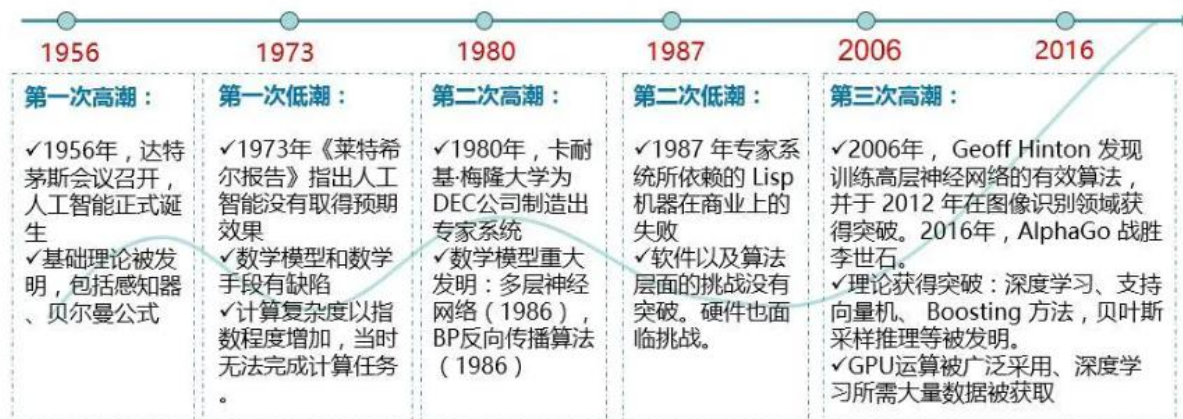 1956
1973
1980
1987
2006
2016
第一次高潮：
✓1956年，达特
茅斯会议召开，
人工智能正式诞
生
✓基础理论被发
明，包括感知器
、贝尔曼公式
第一次低潮：
✓1973年《莱特希
尔报告》指出人工
智能没有取得预期
效果
✓数学模型和数学
手段有缺陷
✓计算复杂度以指
数程度增加，当时
无法完成计算任务
。
第二次高潮：
✓1980年，卡耐
基·梅隆大学为
DEC公司制造出
专家系统
✓数学模型重大
发明：多层神经
网络（1986），
BP反向传播算法
（1986）
第二次低潮：
✓1987 年专家系
统所依赖的 Lisp
机器在商业上的
失败
✓软件以及算法
层面的挑战没有
突破。硬件也面
临挑战。
第三次高潮：
✓2006年， Geoff Hinton 发现
训练高层神经网络的有效算法，
并于 2012 年在图像识别领域获
得突破。2016年，AlphaGo 战胜
李世石。
✓理论获得突破：深度学习、支持
向量机、 Boosting 方法，贝叶斯
采样推理等被发明。
✓GPU运算被广泛采用、深度学
习所需大量数据被获取